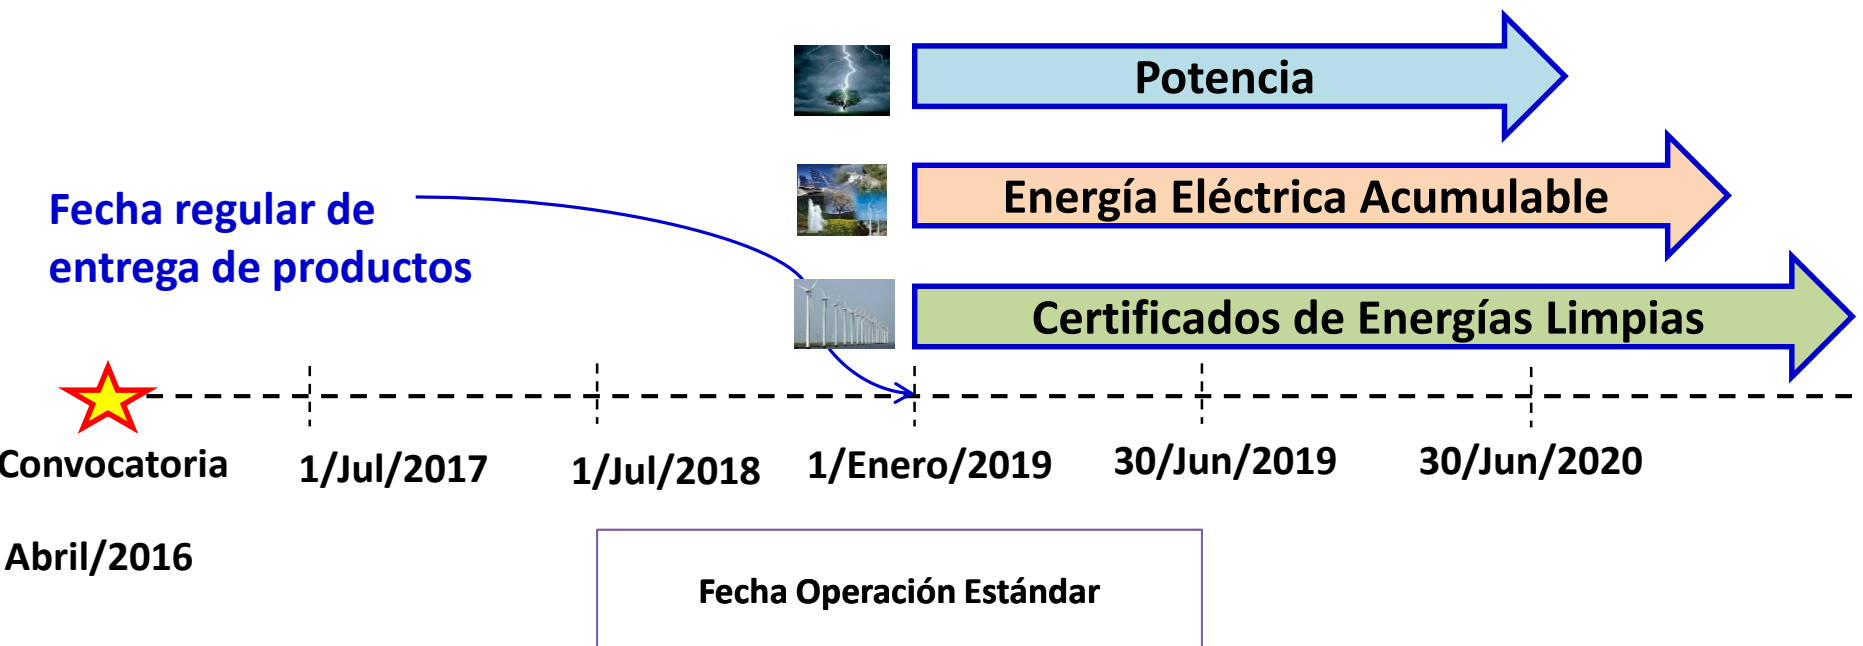 Potencia
Energía Eléctrica Acumulable
Fecha regular de
entrega de productos
Certificados de Energías Limpias
Convocatoria
1/Jul/2017
1/Jul/2018
1/Enero/2019
30/Jun/2019
30/Jun/2020
Abril/2016
Fecha Operación Estándar